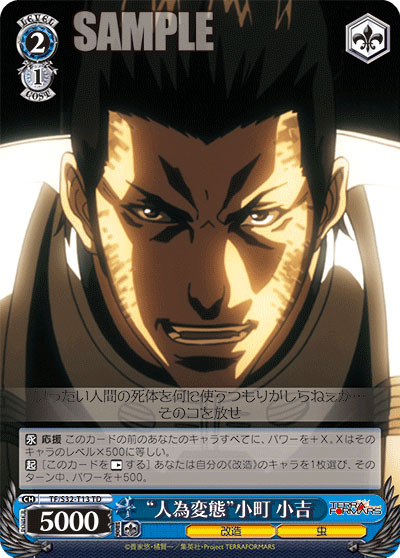 LEVEL
2
1
COST
SAMPLE
いったい人間の死体を何に使うつもりかしらねぇが…
そのコを放せ
永 応援 このカードの前のあなたのキャラすべてに、パワーを+X。Xはそのキャラのレベル×500に等しい。
起 [このカードをする] あなたは自分の《改造》のキャラを1枚選び、そのターン中、パワーを+500。
CH
TF/S32-T13 TD
5000
“人為変態”小町 小吉
TERRAFORMARS
改造
虫
©貴家悠・橘賢一／集英社・Project TERRAFORMARS